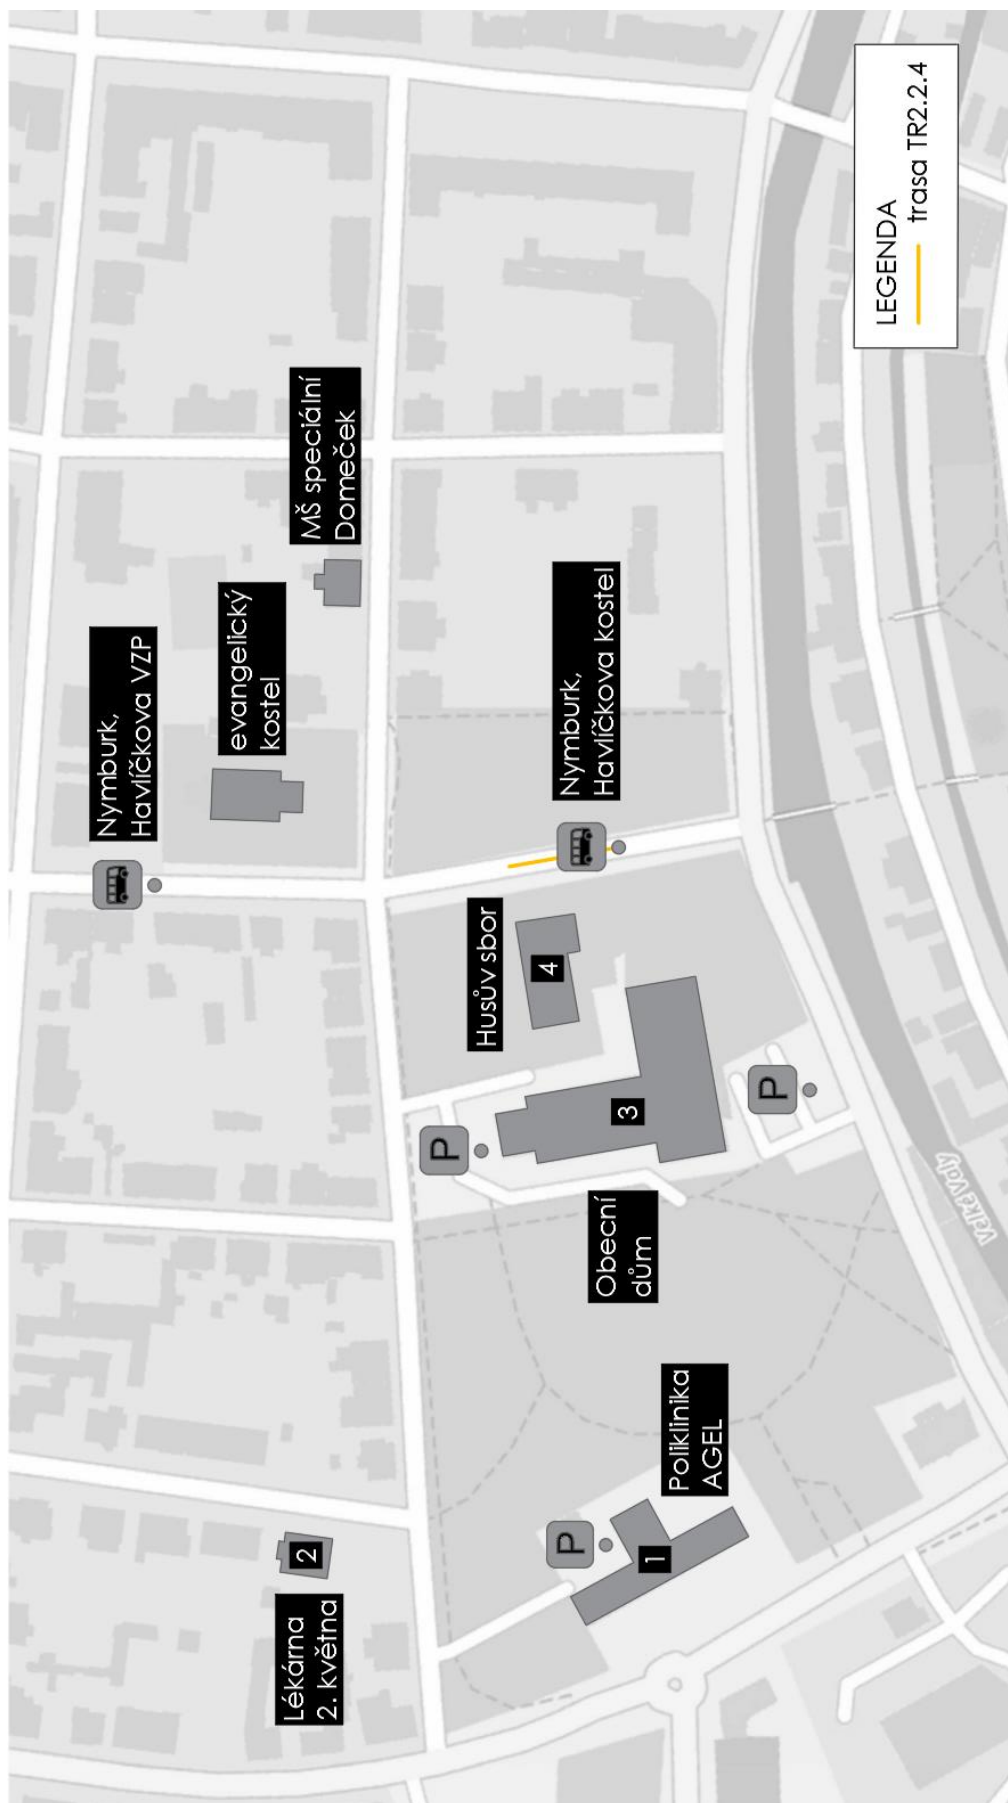 Lékárna
2. května
2
Nymburk,
Havlíčkova VZP
evangelický
kostel
MŠ speciální
Domeček
P
Husův sbor
4
Nymburk,
Havlíčkova kostel
P
1
Poliklinika
AGEL
Obecní
dům
3
P
Velké Valy
LEGENDA
trasa TR2.2.4